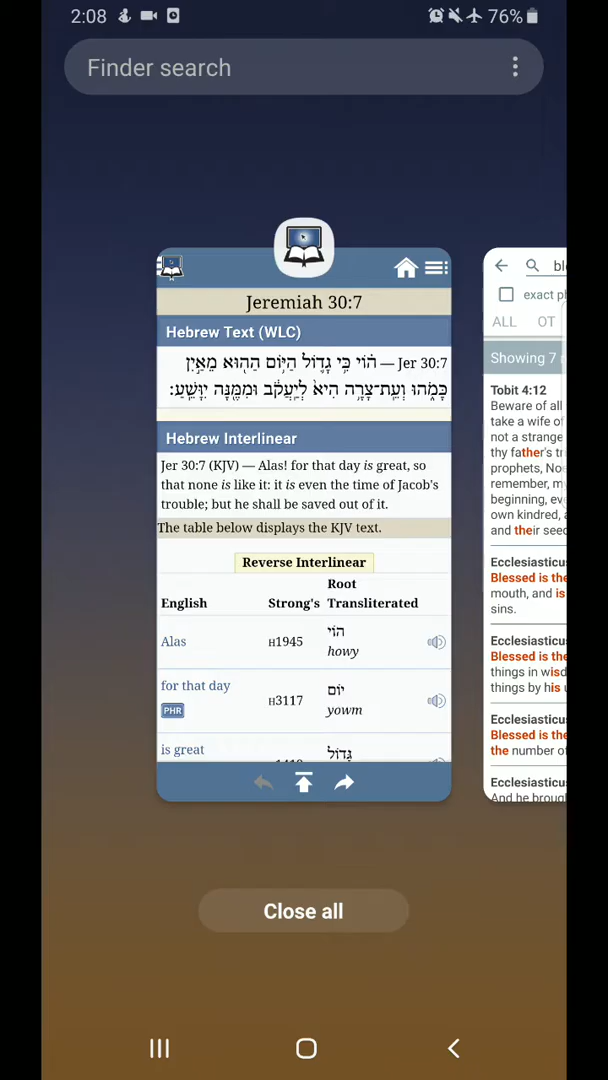 2:08
76%
Finder search
Jeremiah 30:7
Hebrew Text (WLC)
Jer 30:7 — הוֹי כִּי גָדוֹל הַיּוֹם הַהוּא מֵאַיִן
כָּמֹהוּ וְעֵת־צָרָה הִיא לְיַעֲקֹב וּמִמֶּנָּה יִוָּשֵׁעַ׃
Hebrew Interlinear
Jer 30:7 (KJV) — Alas! for that day is great, so
that none is like it: it is even the time of Jacob's
trouble; but he shall be saved out of it.
The table below displays the KJV text.
Reverse Interlinear
English Strong's Root Transliterated
Alas H1945 הוֹי howy
for that day PHR H3117 יוֹם yowm
is great גָּדוֹל
exact
ALL OT
Showing 7
Tobit 4:12
Beware of all
take a wife of
not a strange
thy father's
prophets,
remember,
beginning,
own kindred,
and their seed
Ecclesiasticus
Blessed is the
mouth, and is
sins.
Ecclesiasticus
Blessed is the
things in wisd
things by his
Ecclesiasticus
Blessed is the
the number of
Ecclesiasticus
And he brough
Close all